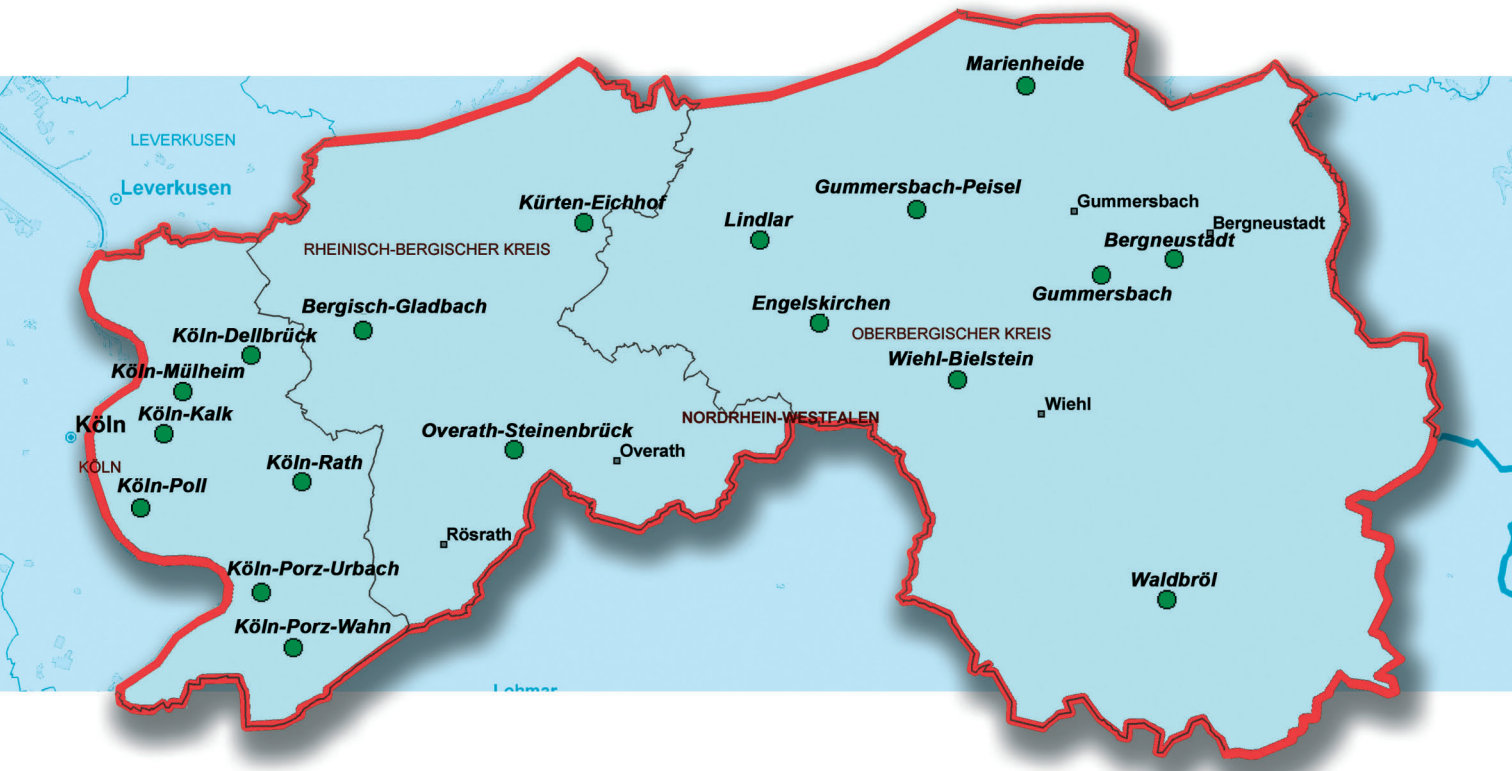 Marienheide
LEVERKUSEN
Leverkusen
Gummersbach-Peisel
Kürten-Eichhof
Gummersbach
Lindlar
Bergneustadt
Bergneustadt
RHEINISCH-BERGISCHER KREIS
Gummersbach
Engelskirchen
Bergisch-Gladbach
OBERBERGISCHER KREIS
Köln-Dellbrück
Wiehl-Bielstein
Köln-Mülheim
Wiehl
Köln-Kalk
NORDRHEIN-WESTFALEN
Köln
Overath-Steinenbrück
Overath
Köln-Rath
KÖLN
Köln-Poll
Rösrath
Köln-Porz-Urbach
Waldbröl
Köln-Porz-Wahn
Lohmar